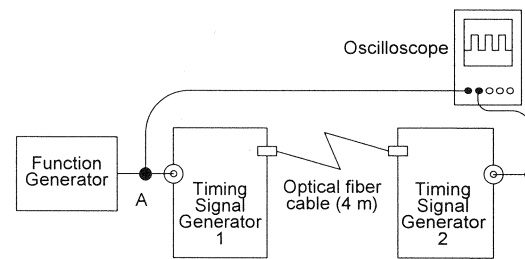 Oscilloscope
Function
Generator
A
Timing
Signal
Generator
1
Optical fiber
cable (4 m)
Timing
Signal
Generator
2